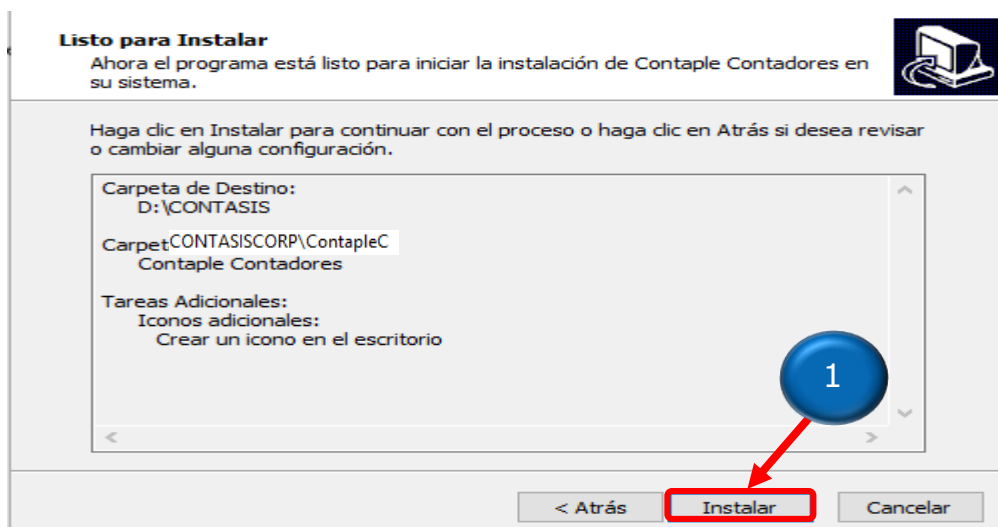 Listo para Instalar
Ahora el programa está listo para iniciar la instalación de Contaple Contadores en
su sistema.
Haga clic en Instalar para continuar con el proceso o haga clic en Atrás si desea revisar
o cambiar alguna configuración.
Carpeta de Destino:
D:\CONTASIS
CarpetCONTASISCORP\ContapleC
Contaple Contadores
Tareas Adicionales:
Iconos adicionales:
Crear un icono en el escritorio
1
< Atrás Instalar Cancelar